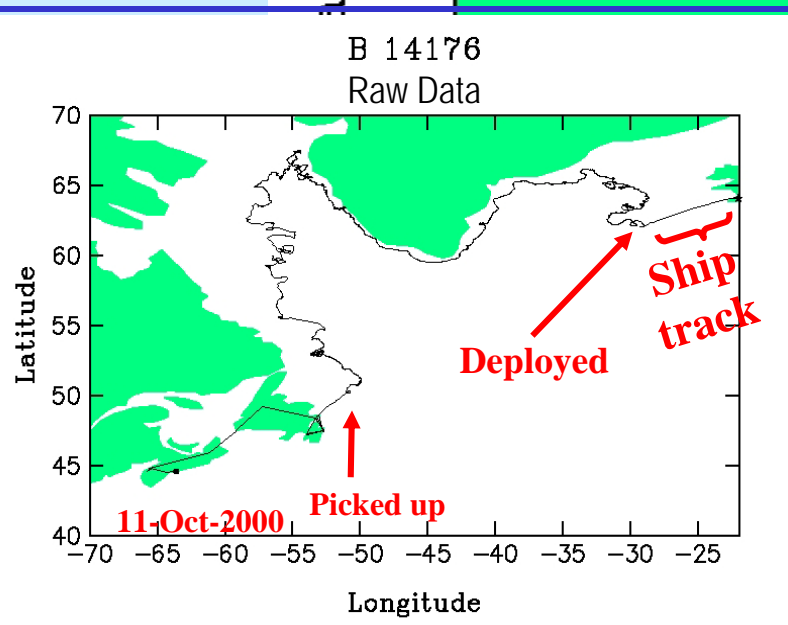 B 14176
Raw Data
70
65
60
55
50
45
40
Latitude
Ship
track
Deployed
Picked up
11-Oct-2000
−70 −65 −60 −55 −50 −45 −40 −35 −30 −25
Longitude